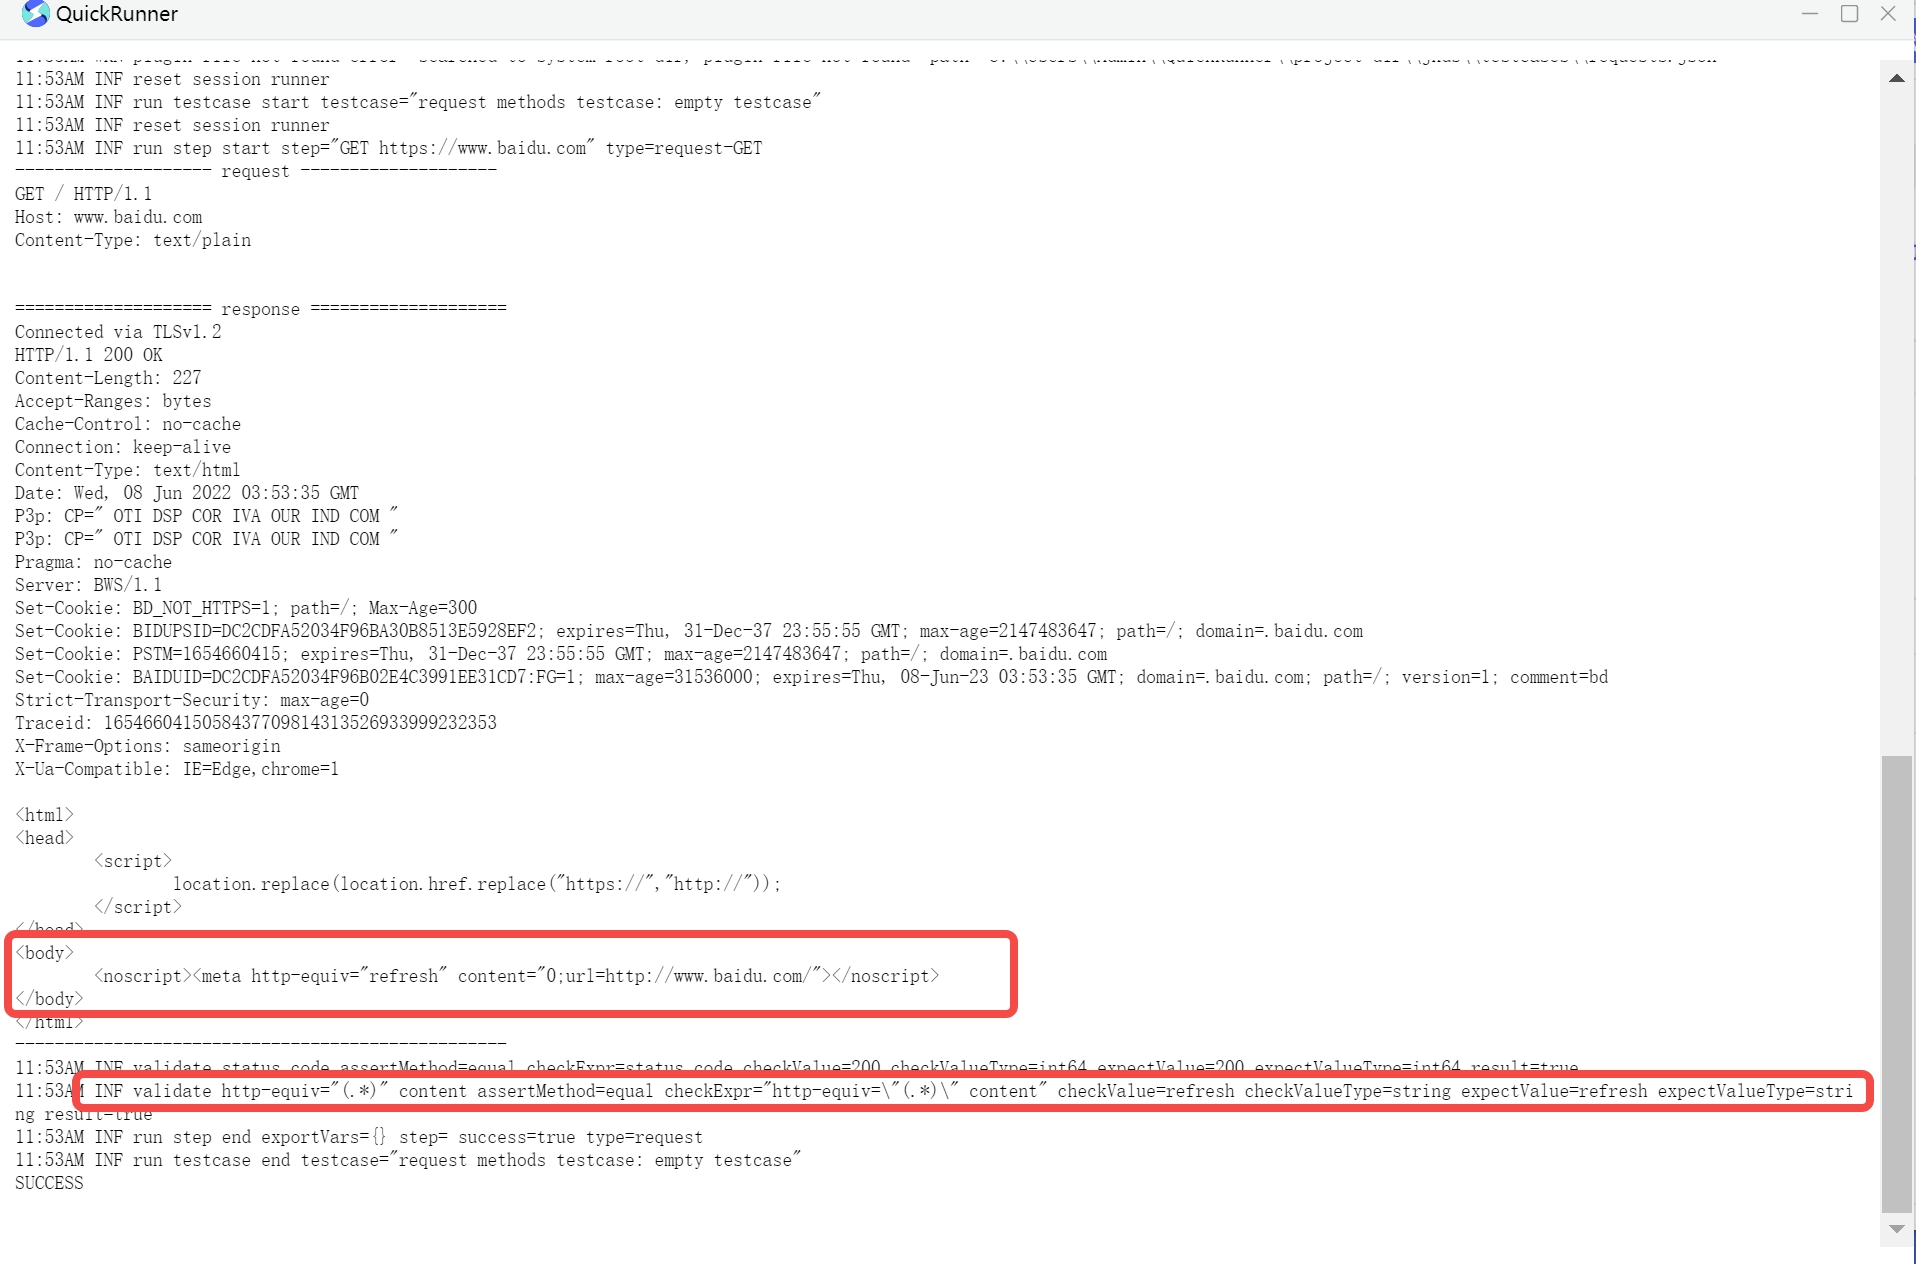 QuickRunner
11:53AM INF reset session runner
11:53AM INF run testcase start testcase="request methods testcase: empty testcase"
11:53AM INF reset session runner
11:53AM INF run step start step="GET https://www.baidu.com" type=request-GET
-------------------- request --------------------
GET / HTTP/1.1
Host: www.baidu.com
Content-Type: text/plain
==================== response ====================
Connected via TLSv1.2
HTTP/1.1 200 OK
Content-Length: 227
Accept-Ranges: bytes
Cache-Control: no-cache
Connection: keep-alive
Content-Type: text/html
Date: Wed, 08 Jun 2022 03:53:35 GMT
P3p: CP=" OTI DSP COR IVA OUR IND COM "
P3p: CP=" OTI DSP COR IVA OUR IND COM "
Pragma: no-cache
Server: BWS/1.1
Set-Cookie: BD_NOT_HTTPS=1; path=/; Max-Age=300
Set-Cookie: BIDUPSID=DC2CDFA52034F96BA30B8513E5928EF2; expires=Thu, 31-Dec-37 23:55:55 GMT; max-age=2147483647; path=/; domain=.baidu.com
Set-Cookie: PSTM=1654660415; expires=Thu, 31-Dec-37 23:55:55 GMT; max-age=2147483647; path=/; domain=.baidu.com
Set-Cookie: BAIDUID=DC2CDFA52034F96B02E4C3991EE31CD7:FG=1; max-age=31536000; expires=Thu, 08-Jun-23 03:53:35 GMT; domain=.baidu.com; path=/; version=1; comment=bd
Strict-Transport-Security: max-age=0
Traceid: 1654660415058437709814313526933999232353
X-Frame-Options: sameorigin
X-Ua-Compatible: IE=Edge,chrome=1
<html>
<head>
<script>
location.replace(location.href.replace("https://","http://"));
</script>
</head>
<body>
<noscript><meta http-equiv="refresh" content="0;url=http://www.baidu.com/"></noscript>
</body>
</html>
--------------------------------------------------
11:53AM INF validate status_code assertMethod=equal checkExpr=status_code checkValue=200 checkValueType=int64 expectValue=200 expectValueType=int64 result=true
11:53AM INF validate http-equiv="(.*)" content assertMethod=equal checkExpr="http-equiv=\"(.*)\" content" checkValue=refresh checkValueType=string expectValue=refresh expectValueType=stri
ng result=true
11:53AM INF run step end exportVars={} step= success=true type=request
11:53AM INF run testcase end testcase="request methods testcase: empty testcase"
SUCCESS